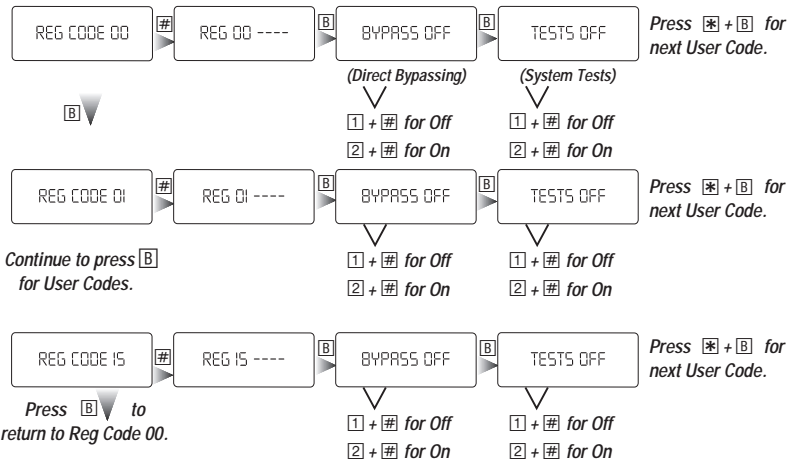 REG CODE 00 # REG 00 ---- B BYPASS OFF B TESTS OFF Press * + B for
next User Code.
(Direct Bypassing) (System Tests)
B
1 + # for Off 1 + # for Off
2 + # for On 2 + # for On
REG CODE 01 # REG 01 ---- B BYPASS OFF B TESTS OFF Press * + B for
next User Code.
Continue to press B
for User Codes.
1 + # for Off 1 + # for Off
2 + # for On 2 + # for On
REG CODE 15 # REG 15 ---- B BYPASS OFF B TESTS OFF Press * + B for
next User Code.
Press B to
return to Reg Code 00.
1 + # for Off 1 + # for Off
2 + # for On 2 + # for On